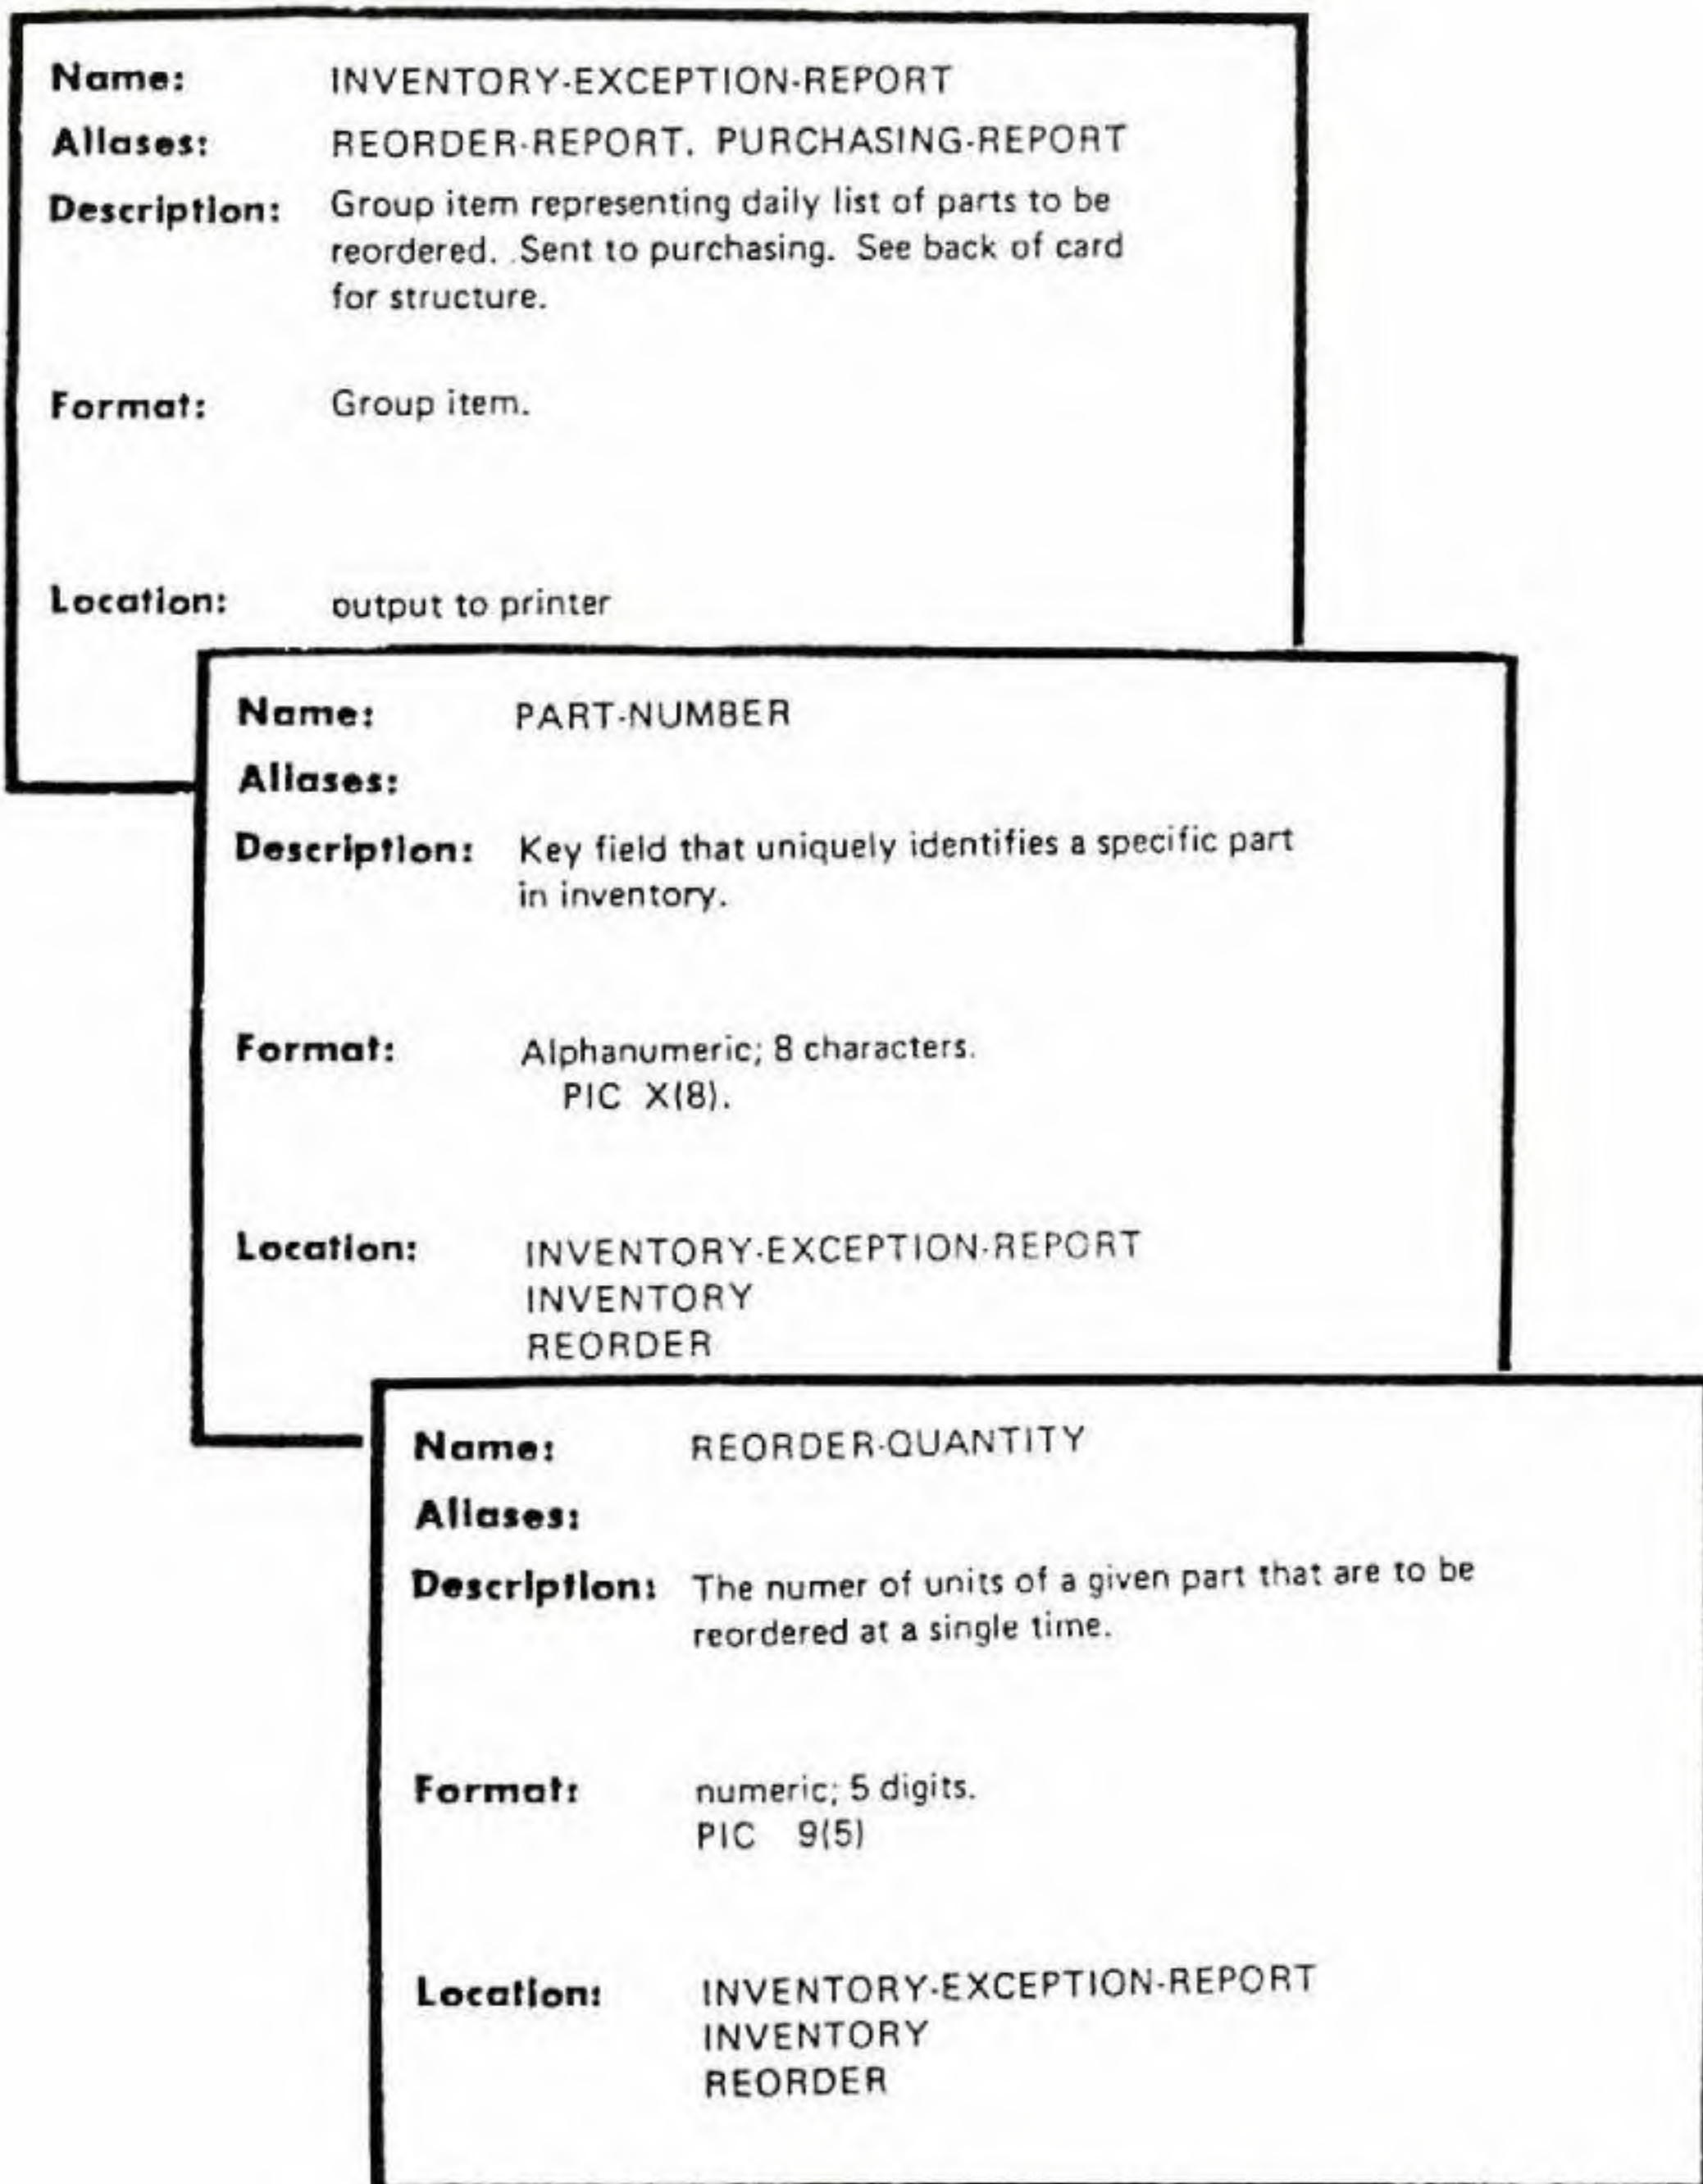 Name: INVENTORY-EXCEPTION-REPORT
Aliases: REORDER-REPORT. PURCHASING-REPORT
Description: Group item representing daily list of parts to be
reordered. Sent to purchasing. See back of card
for structure.
Format: Group item.
Location: output to printer
Name: PART-NUMBER
Aliases:
Description: Key field that uniquely identifies a specific part
in inventory.
Format: Alphanumeric; 8 characters.
PIC X(8).
Location: INVENTORY-EXCEPTION-REPORT
INVENTORY
REORDER
Name: REORDER-QUANTITY
Aliases:
Description: The numer of units of a given part that are to be
reordered at a single time.
Format: numeric; 5 digits.
PIC 9(5)
Location: INVENTORY-EXCEPTION-REPORT
INVENTORY
REORDER